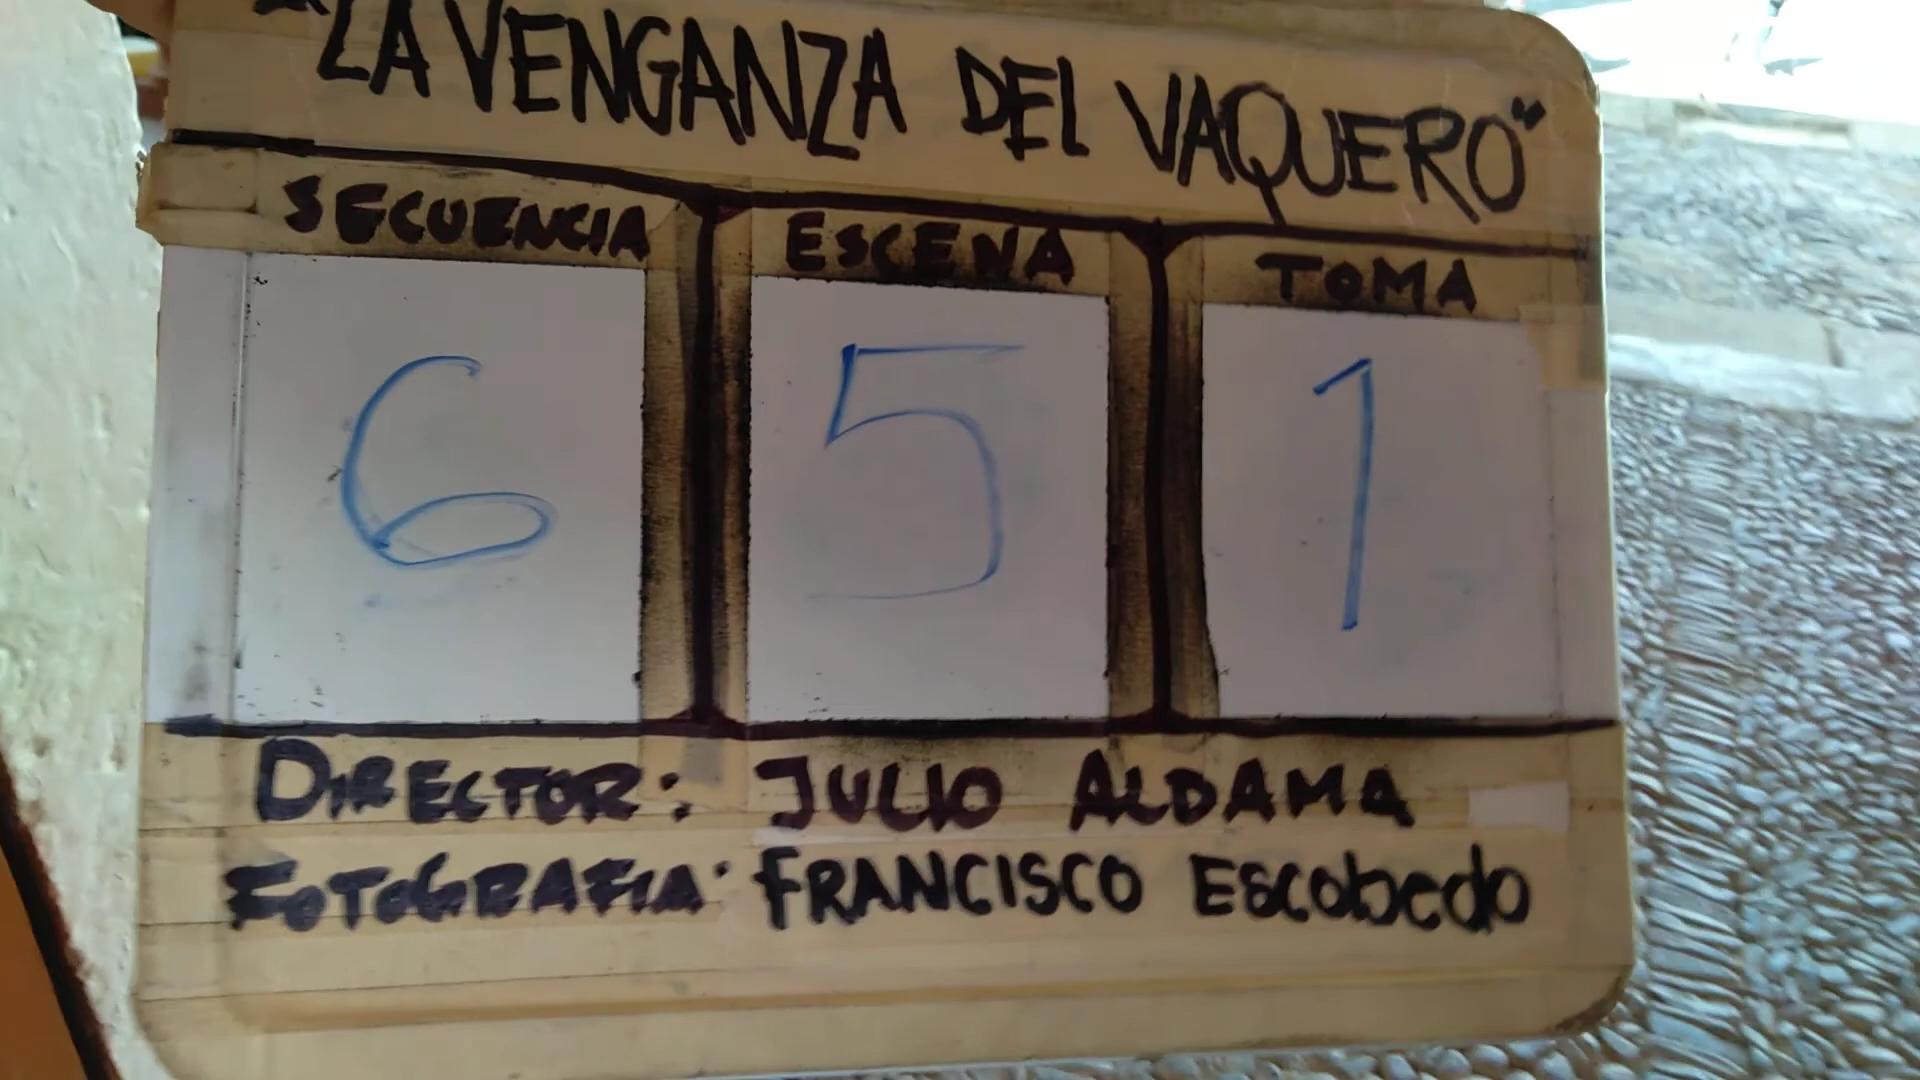 "LA VENGANZA DEL VAQUERO"
SECUENCIA ESCENA TOMA
6 5 1
DIRECTOR: JULIO ALDAMA
FOTOGRAFIA: FRANCISCO ESCObedo